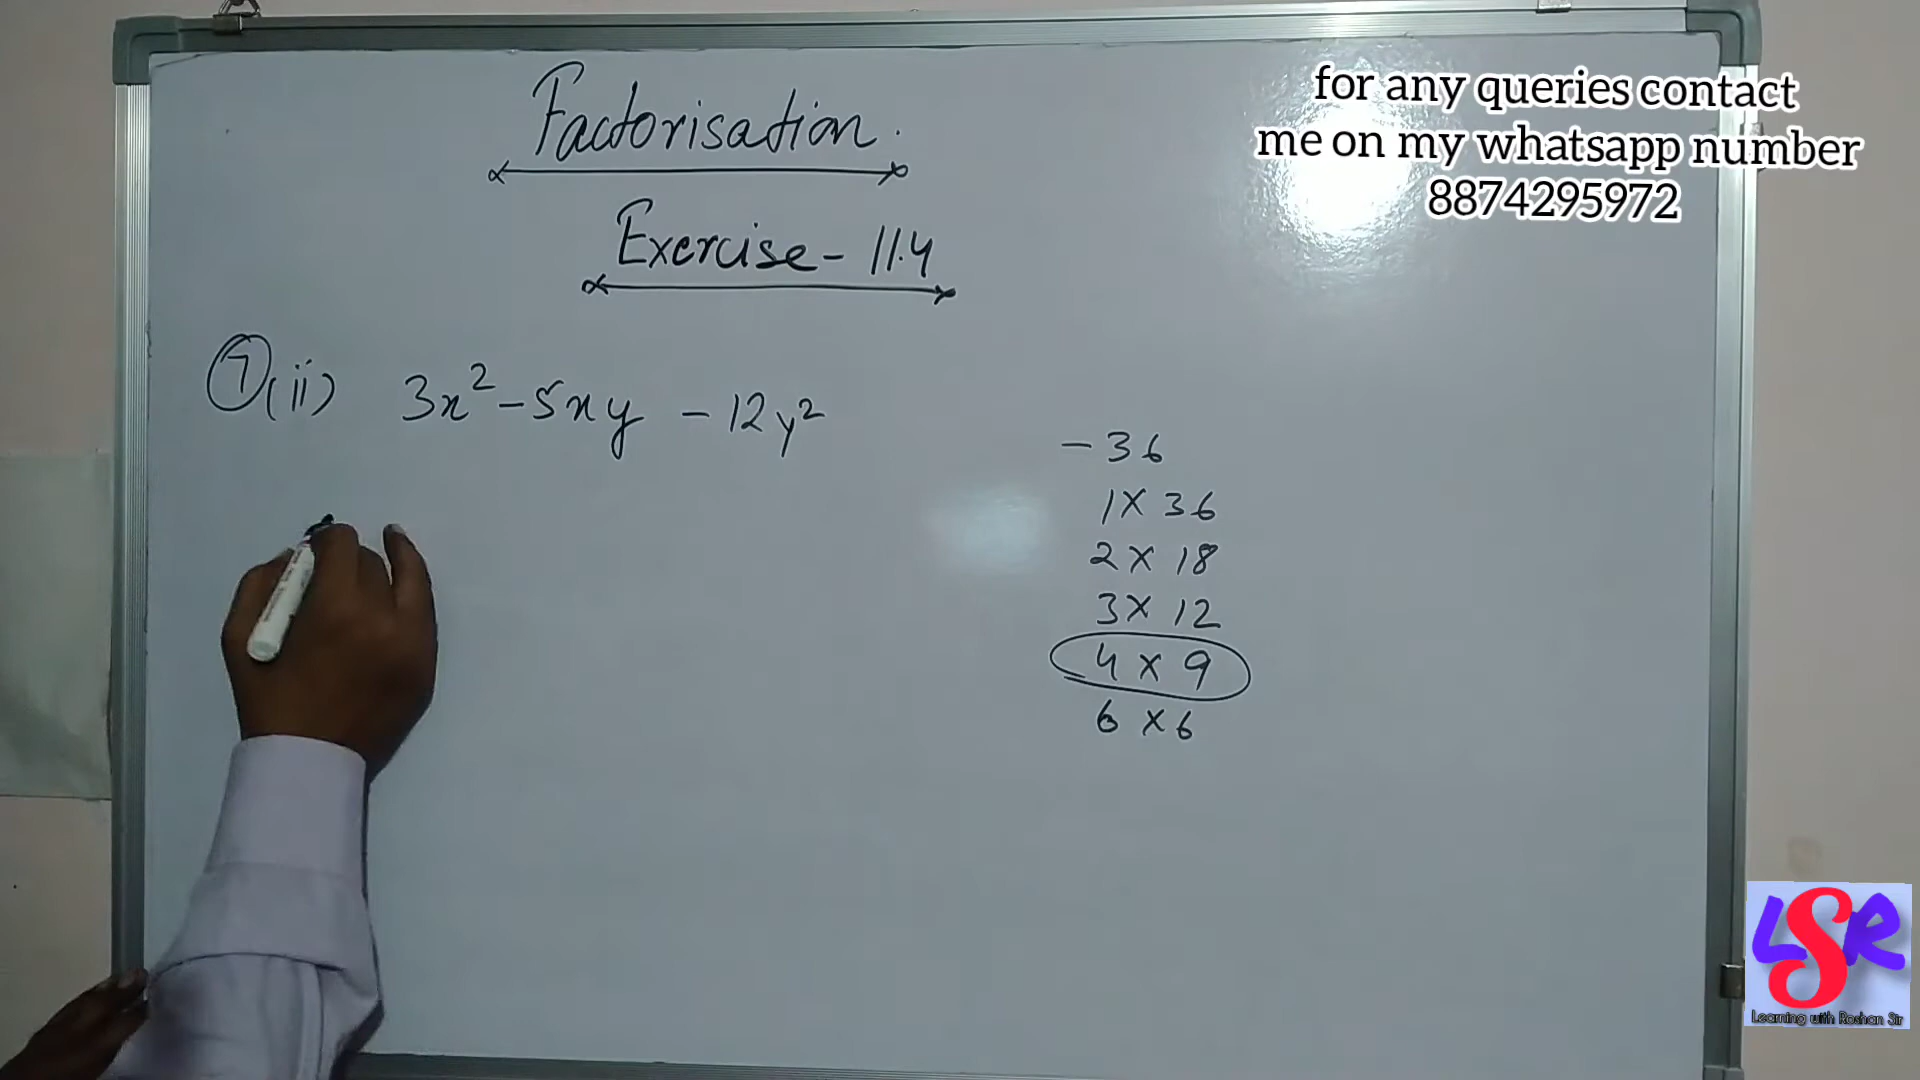 Factorisation.
Exercise - 11.4
for any queries contact
me on my whatsapp number
8874295972
7 (ii) 3x² - 5xy - 12y²
- 36
1 x 36
2 x 18
3 x 12
4 x 9
6 x 6
LSR
Learning with Roshan Sir